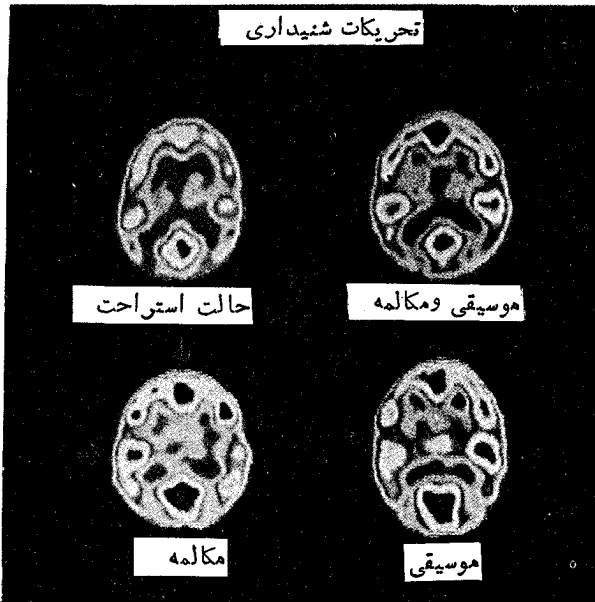 تحریکات شنیداری
موسیقی ومکالمه
حالت استراحت
موسیقی
مکالمه